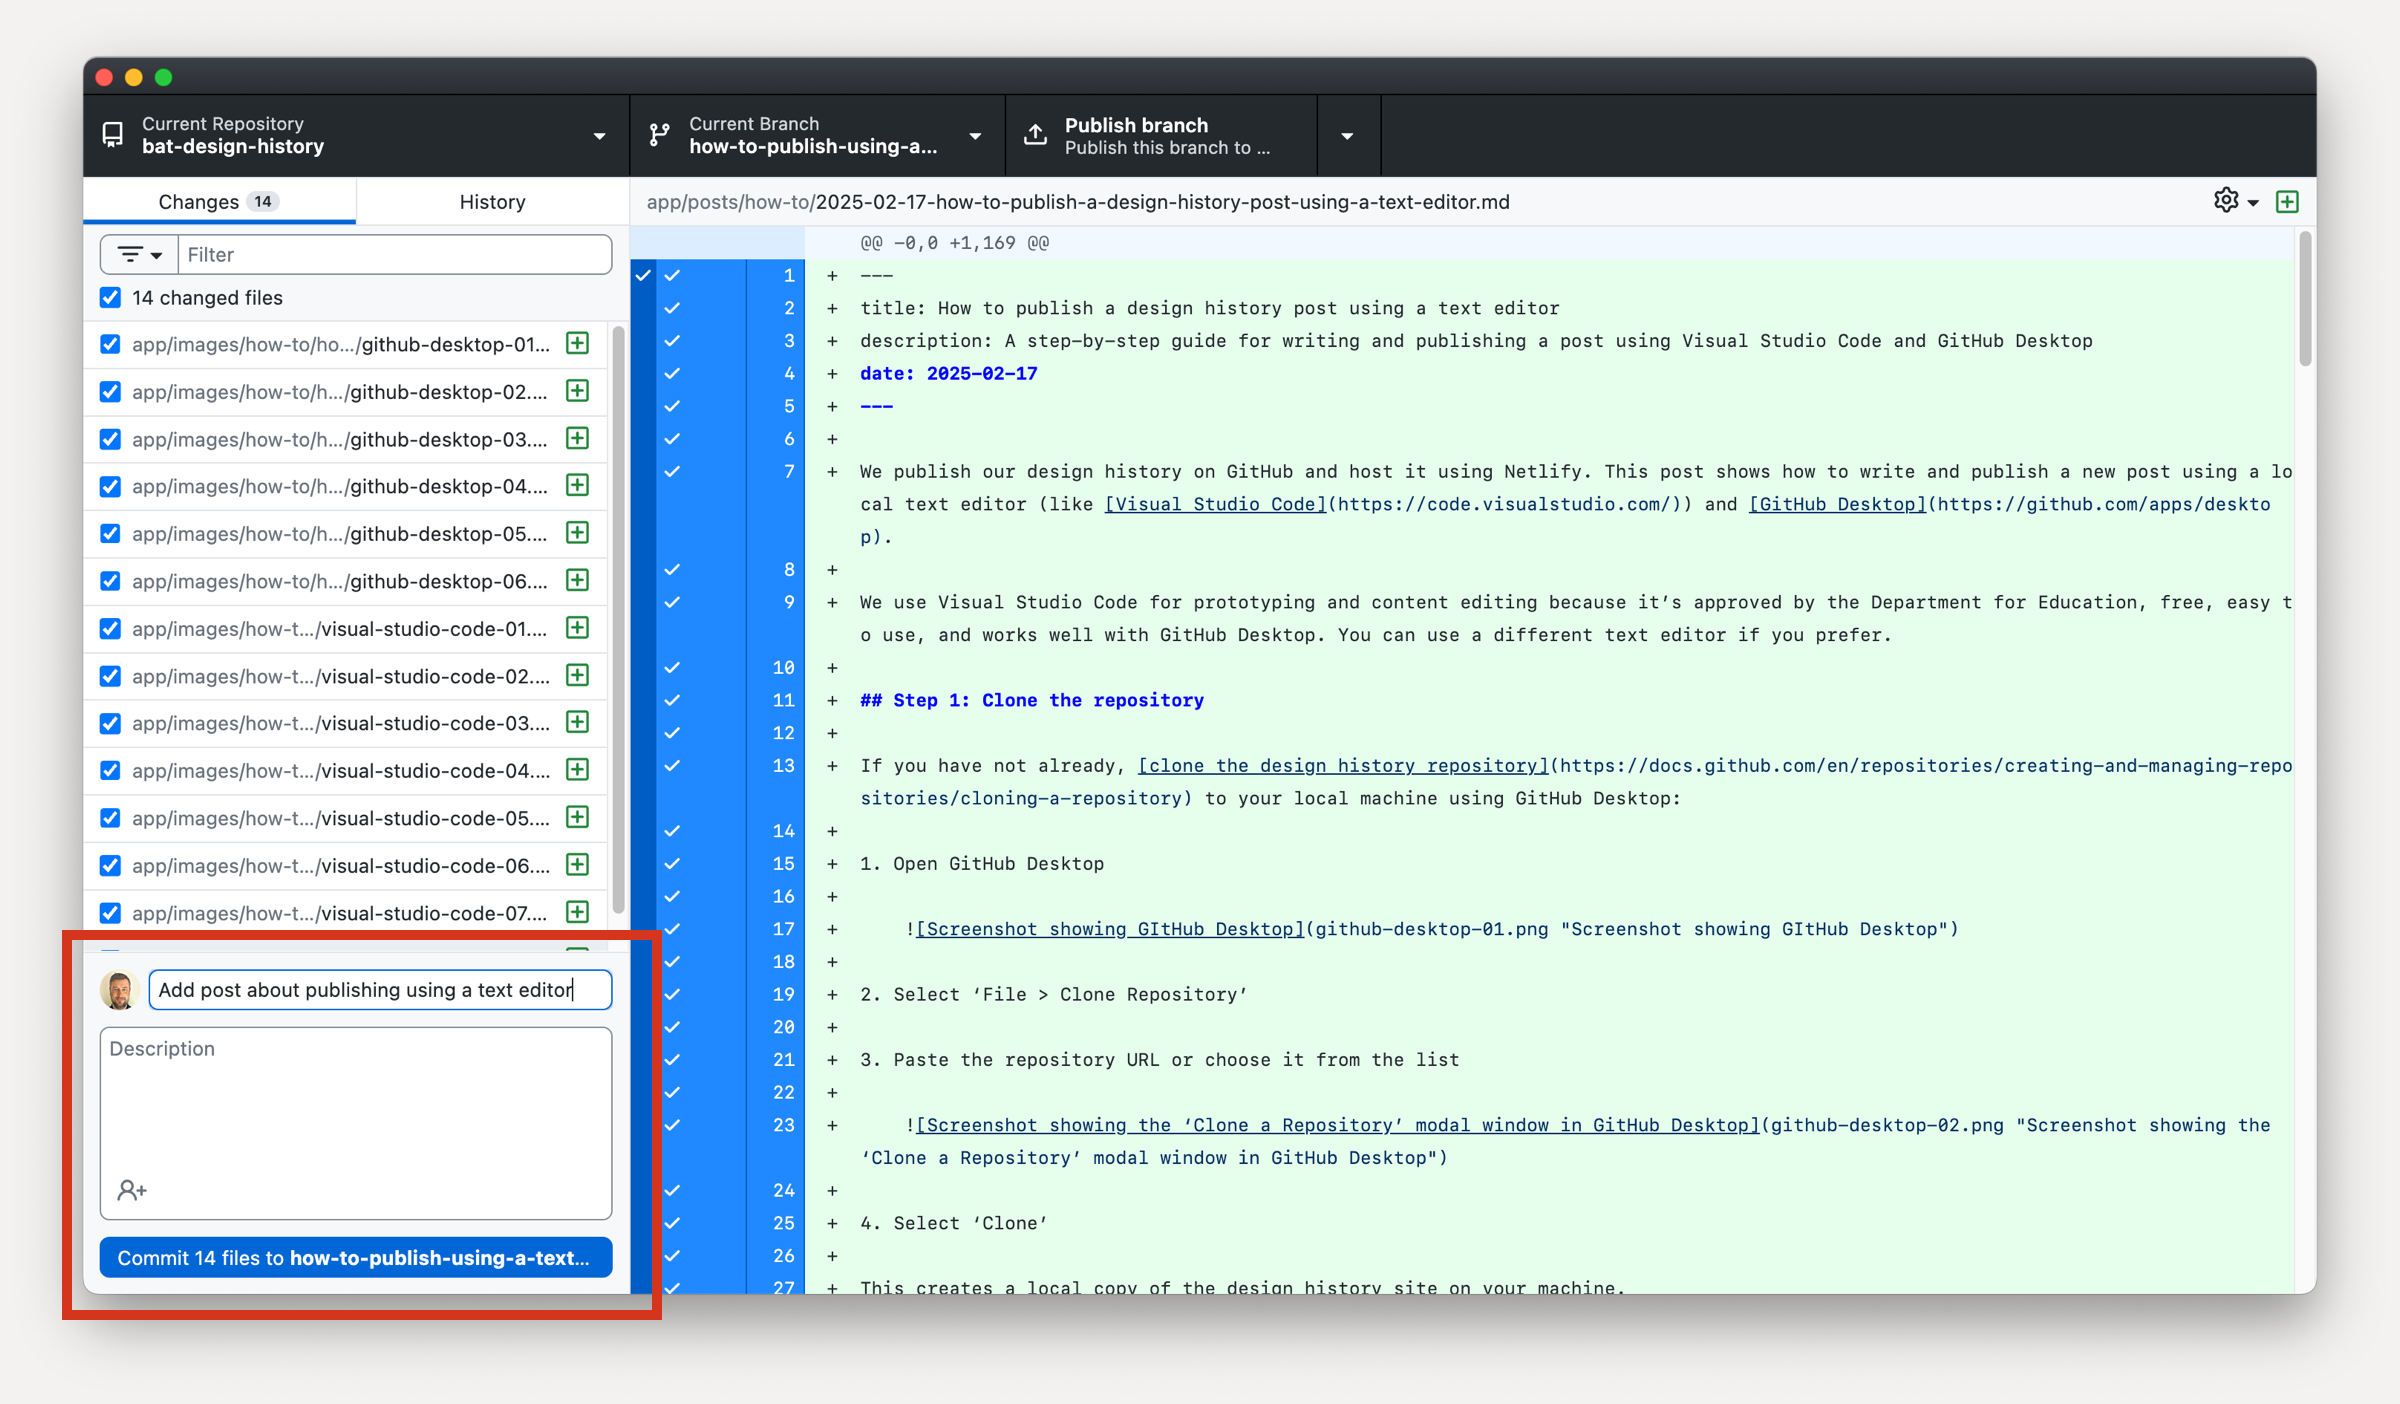 Current Repository
bat-design-history
Current Branch
how-to-publish-using-a...
Publish branch
Publish this branch to ...
Changes 14
History
app/posts/how-to/2025-02-17-how-to-publish-a-design-history-post-using-a-text-editor.md
Filter
14 changed files
app/images/how-to/ho.../github-desktop-01...
app/images/how-to/h.../github-desktop-02....
app/images/how-to/h.../github-desktop-03....
app/images/how-to/h.../github-desktop-04....
app/images/how-to/h.../github-desktop-05....
app/images/how-to/h.../github-desktop-06....
app/images/how-t.../visual-studio-code-01....
app/images/how-t.../visual-studio-code-02....
app/images/how-t.../visual-studio-code-03....
app/images/how-t.../visual-studio-code-04....
app/images/how-t.../visual-studio-code-05....
app/images/how-t.../visual-studio-code-06....
app/images/how-t.../visual-studio-code-07....
Add post about publishing using a text editor
Description
Commit 14 files to how-to-publish-using-a-text...
@@ -0,0 +1,169 @@
1 + ---
2 + title: How to publish a design history post using a text editor
3 + description: A step-by-step guide for writing and publishing a post using Visual Studio Code and GitHub Desktop
4 + date: 2025-02-17
5 + ---
6 +
7 + We publish our design history on GitHub and host it using Netlify. This post shows how to write and publish a new post using a lo
cal text editor (like [Visual Studio Code](https://code.visualstudio.com/)) and [GitHub Desktop](https://github.com/apps/deskto
p).
8 +
9 + We use Visual Studio Code for prototyping and content editing because it’s approved by the Department for Education, free, easy t
o use, and works well with GitHub Desktop. You can use a different text editor if you prefer.
10 +
11 + ## Step 1: Clone the repository
12 +
13 + If you have not already, [clone the design history repository](https://docs.github.com/en/repositories/creating-and-managing-repo
sitories/cloning-a-repository) to your local machine using GitHub Desktop:
14 +
15 + 1. Open GitHub Desktop
16 +
17 + ![Screenshot showing GItHub Desktop](github-desktop-01.png "Screenshot showing GItHub Desktop")
18 +
19 + 2. Select ‘File > Clone Repository’
20 +
21 + 3. Paste the repository URL or choose it from the list
22 +
23 + ![Screenshot showing the ‘Clone a Repository’ modal window in GitHub Desktop](github-desktop-02.png "Screenshot showing the
‘Clone a Repository’ modal window in GitHub Desktop")
24 +
25 + 4. Select ‘Clone’
26 +
27 + This creates a local copy of the design history site on your machine.